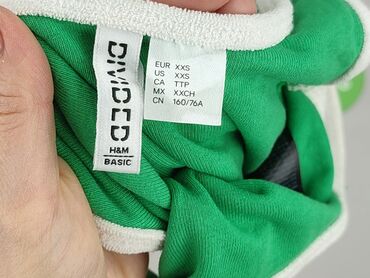 DIVIDED
H&M
BASIC
EUR XXS
US XXS
CA TTP
MX XXCH
CN 160/76A